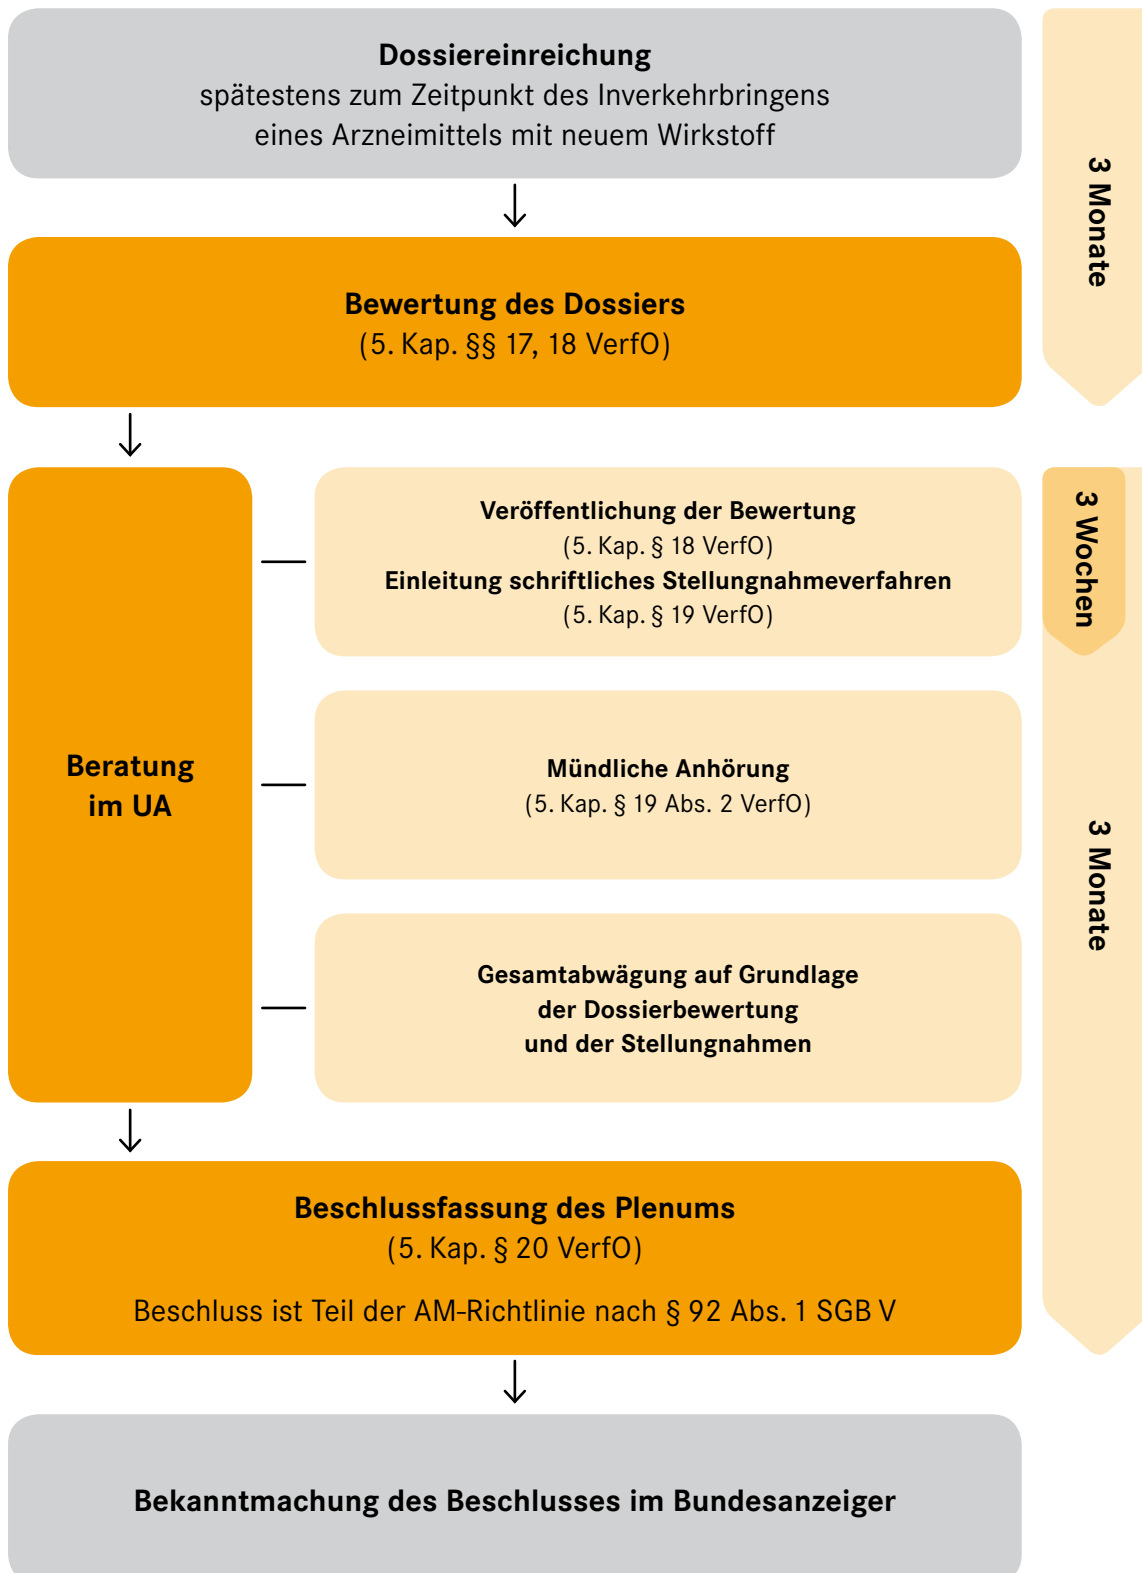 Dossiereinreichung
spätestens zum Zeitpunkt des Inverkehrbringens
eines Arzneimittels mit neuem Wirkstoff
3 Monate
Bewertung des Dossiers
(5. Kap. §§ 17, 18 VerfO)
Beratung
im UA
Veröffentlichung der Bewertung
(5. Kap. § 18 VerfO)
Einleitung schriftliches Stellungnahmeverfahren
(5. Kap. § 19 VerfO)
3 Wochen
Mündliche Anhörung
(5. Kap. § 19 Abs. 2 VerfO)
3 Monate
Gesamtabwägung auf Grundlage
der Dossierbewertung
und der Stellungnahmen
Beschlussfassung des Plenums
(5. Kap. § 20 VerfO)
Beschluss ist Teil der AM-Richtlinie nach § 92 Abs. 1 SGB V
Bekanntmachung des Beschlusses im Bundesanzeiger